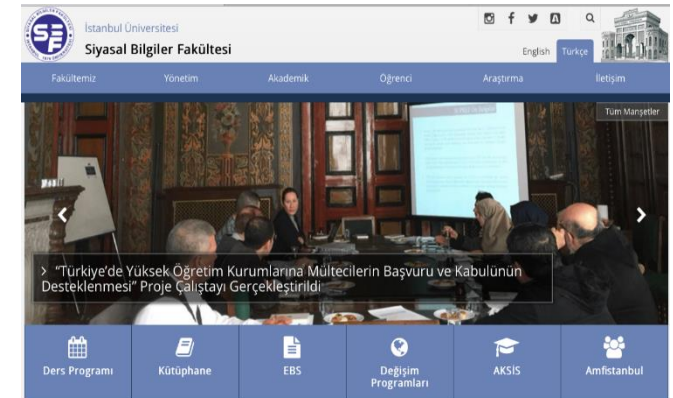 SBF
İstanbul Üniversitesi
Siyasal Bilgiler Fakültesi
English Türkçe
Fakültemiz Yönetim Akademik Öğrenci Araştırma İletişim
Tüm Manşetler
> “Türkiye’de Yüksek Öğretim Kurumlarına Mültecilerin Başvuru ve Kabulünün
Desteklenmesi” Proje Çalıştayı Gerçekleştirildi
Ders Programı Kütüphane EBS Değişim AKSİS Amfistanbul
Programları